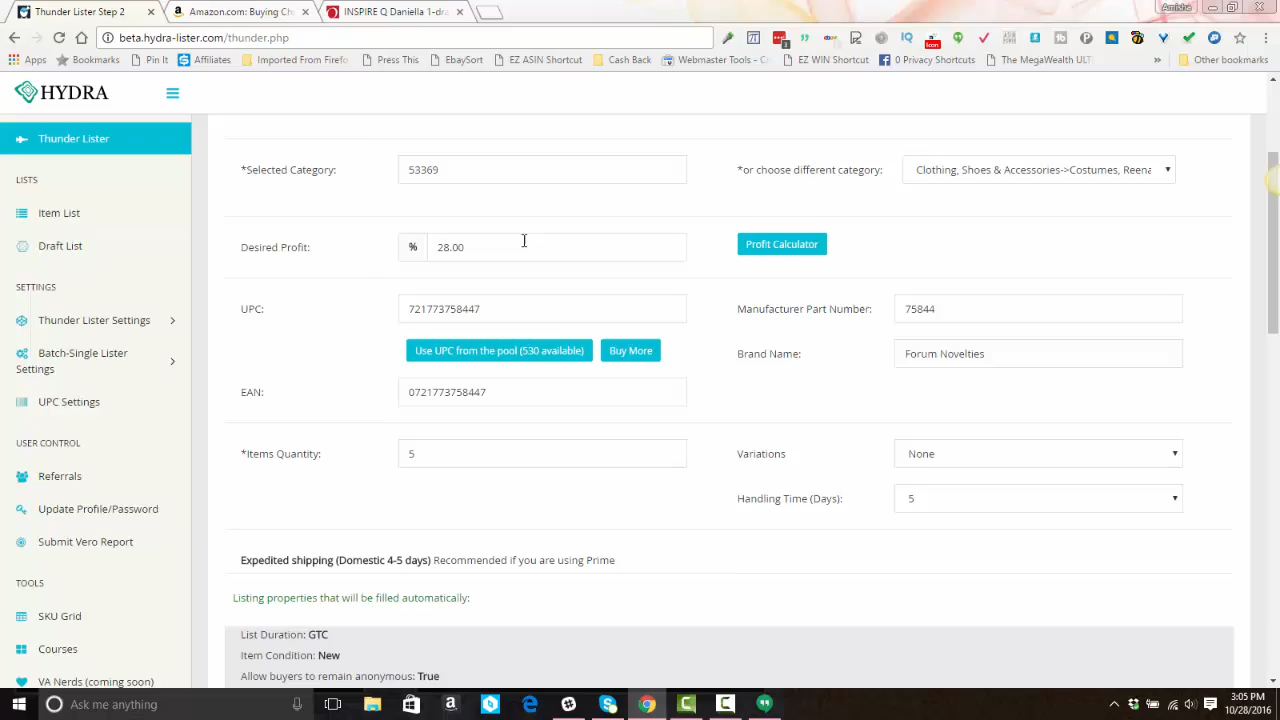 Thunder Lister Step 2
Amazon.com: Buying Ch
INSPIRE Q Daniella 1-dra
Amisha
beta.hydra-lister.com/thunder.php
Apps
Bookmarks
Pin It
Affiliates
Imported From Firefo
Press This
EbaySoft
EZ ASIN Shortcut
Cash Back
Webmaster Tools - C
EZ WIN Shortcut
0 Privacy Shortcuts
The MegaWealth ULT
»
Other bookmarks
HYDRA
Thunder Lister
LISTS
Item List
Draft List
SETTINGS
Thunder Lister Settings
Batch-Single Lister
Settings
UPC Settings
USER CONTROL
Referrals
Update Profile/Password
Submit Vero Report
TOOLS
SKU Grid
Courses
VA Nerds (coming soon)
*Selected Category: 53369
*or choose different category: Clothing, Shoes & Accessories->Costumes, Reena
Desired Profit: % 28.00
Profit Calculator
UPC: 721773758447
Manufacturer Part Number: 75844
Use UPC from the pool (530 available) Buy More
Brand Name: Forum Novelties
EAN: 0721773758447
*Items Quantity: 5
Variations None
Handling Time (Days): 5
Expedited shipping (Domestic 4-5 days) Recommended if you are using Prime
Listing properties that will be filled automatically:
List Duration: GTC
Item Condition: New
Allow buyers to remain anonymous: True
Ask me anything
3:05 PM
10/28/2016